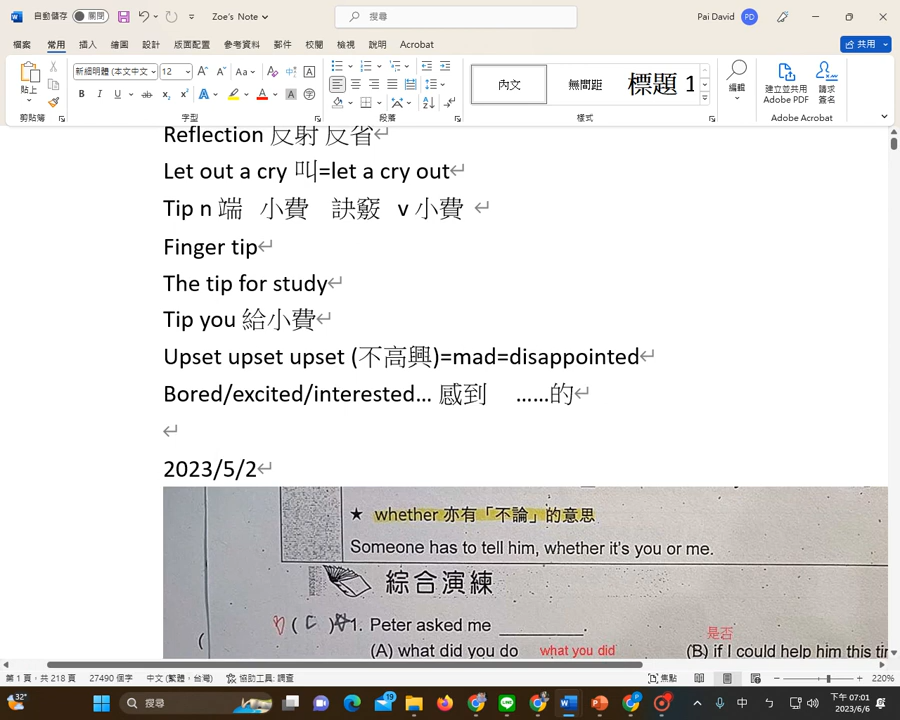 自動儲存 關閉 Zoe's Note 搜尋 Pai David PD
檔案 常用 插入 繪圖 設計 版面配置 參考資料 郵件 校閱 檢視 說明 Acrobat 共用
貼上 新細明體 (本文中文 12 A A Aa A B I U ab x₂ x² A A A 字 內文 無間距 標題 1 編輯 建立並共用 Adobe PDF 請求簽名
剪貼簿 字型 段落 樣式 Adobe Acrobat
Reflection 反射 反省
Let out a cry 叫=let a cry out
Tip n 端 小費 訣竅 v 小費
Finger tip
The tip for study
Tip you 給小費
Upset upset upset (不高興)=mad=disappointed
Bored/excited/interested... 感到 ……的
2023/5/2
★ whether 亦有「不論」的意思
Someone has to tell him, whether it's you or me.
綜合演練
( C ) 1. Peter asked me ________.
是否
(A) what did you do what you did (B) if I could help him this tir
第 1 頁，共 218 頁 27490 個字 中文 (繁體，台灣) 協助工具: 調查 焦點 220%
32° 搜尋 19 中 下午 07:01
2023/6/6